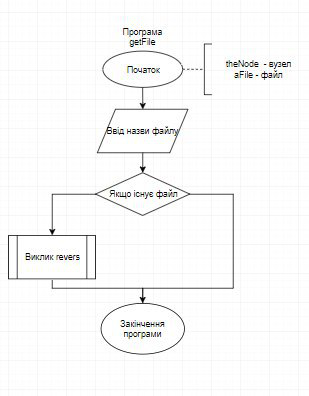 Програма
getFile
Початок
theNode - вузел
aFile - файл
Ввід назви файлу
Якщо існує файл
Виклик revers
Закінчення
програми